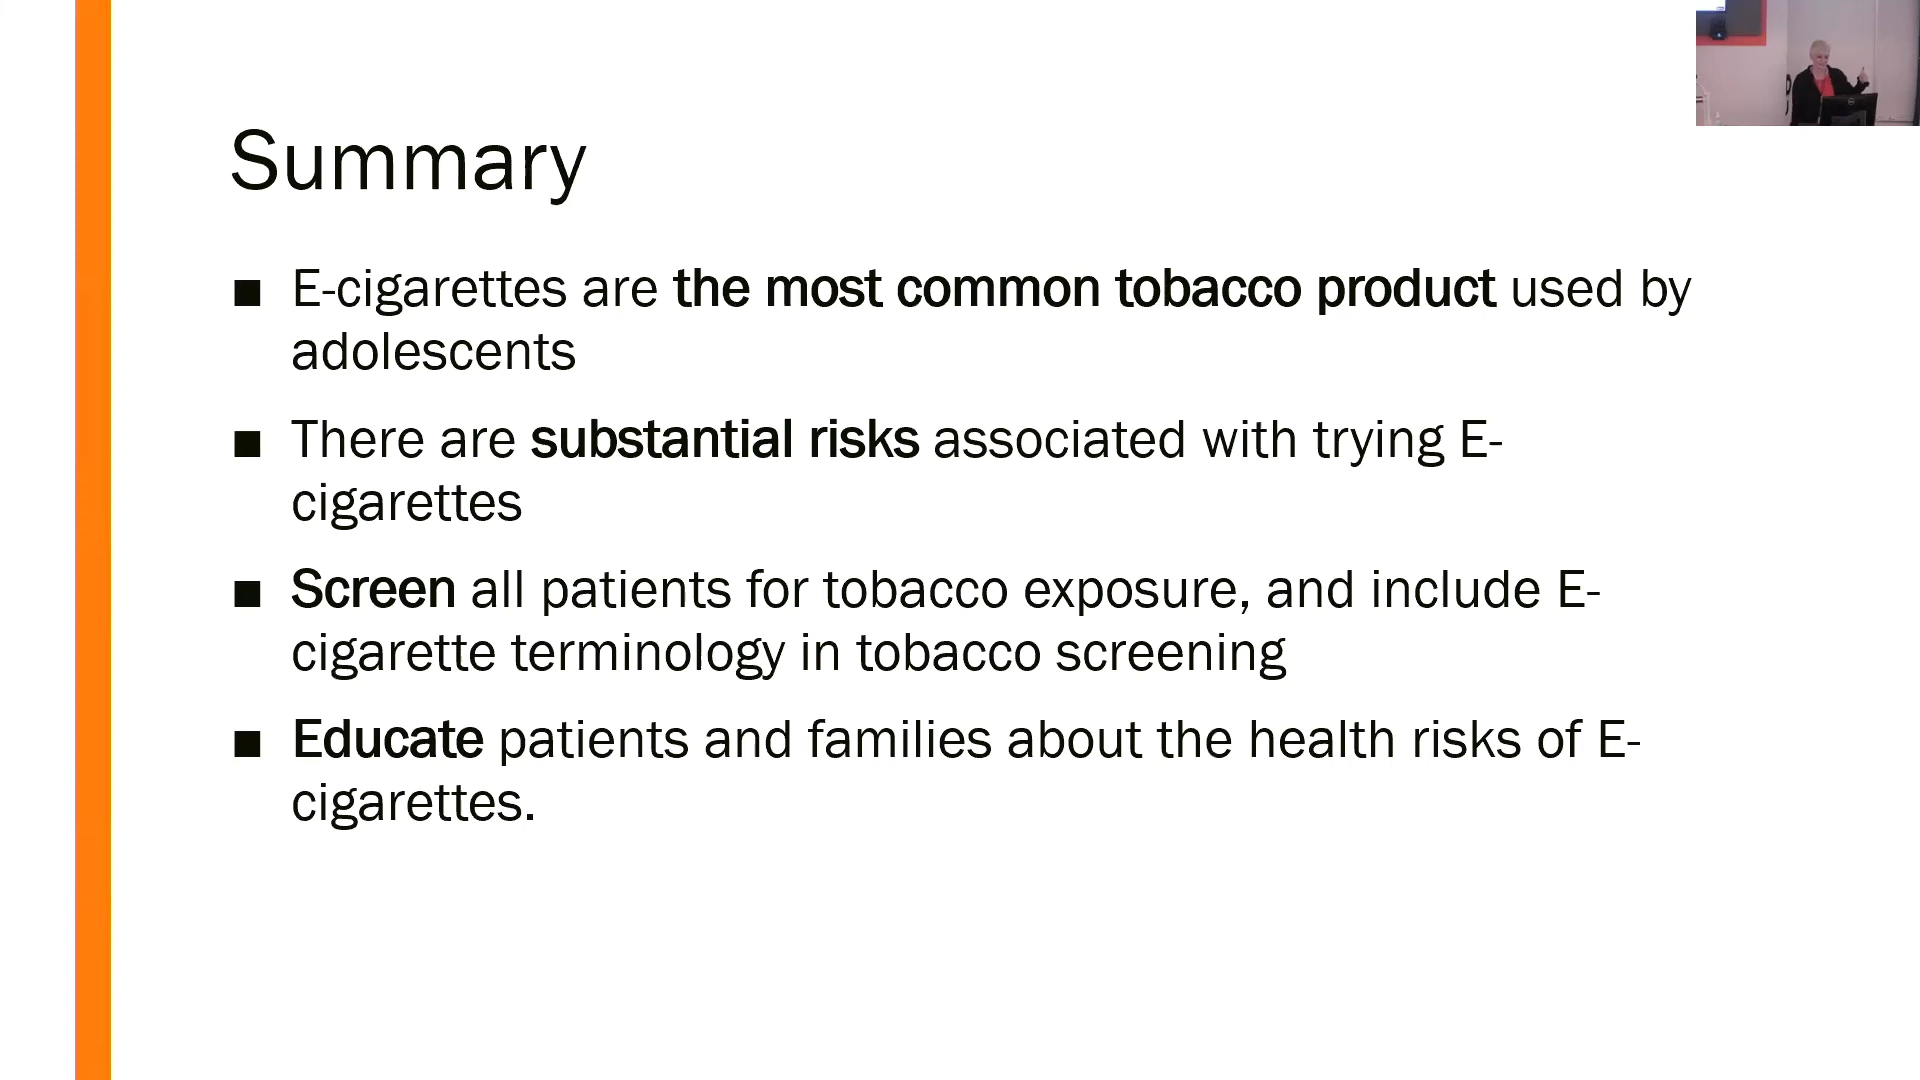 Summary
■ E-cigarettes are the most common tobacco product used by
adolescents
■ There are substantial risks associated with trying E-
cigarettes
■ Screen all patients for tobacco exposure, and include E-
cigarette terminology in tobacco screening
■ Educate patients and families about the health risks of E-
cigarettes.